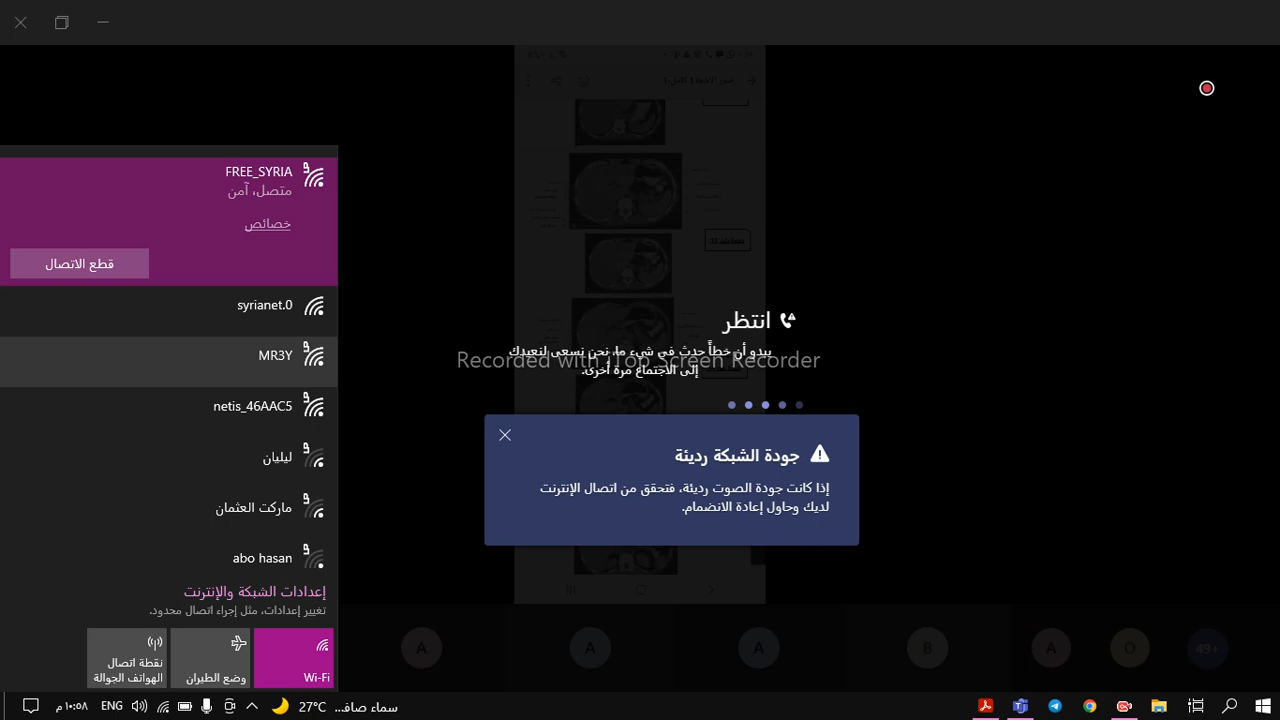 FREE_SYRIA
متصل، آمن
خصائص
قطع الاتصال
syrianet.0
MR3Y
netis_46AAC5
ليليان
ماركت العثمان
abo hasan
إعدادات الشبكة والإنترنت
تغيير إعدادات، مثل إجراء اتصال محدود.
Wi-Fi
وضع الطيران
نقطة اتصال
الهواتف الجوالة
انتظر
يبدو أن خطأً حدث في شيء ما، نحن نسعى لنعيدك
إلى الاجتماع مرة أخرى.
Recorded with iTop Screen Recorder
جودة الشبكة رديئة
إذا كانت جودة الصوت رديئة، فتحقق من اتصال الإنترنت
لديك وحاول إعادة الانضمام.
A
A
A
B
A
O
49+
سماء صافـ...
27°C
ENG
١٠:٥٨ م